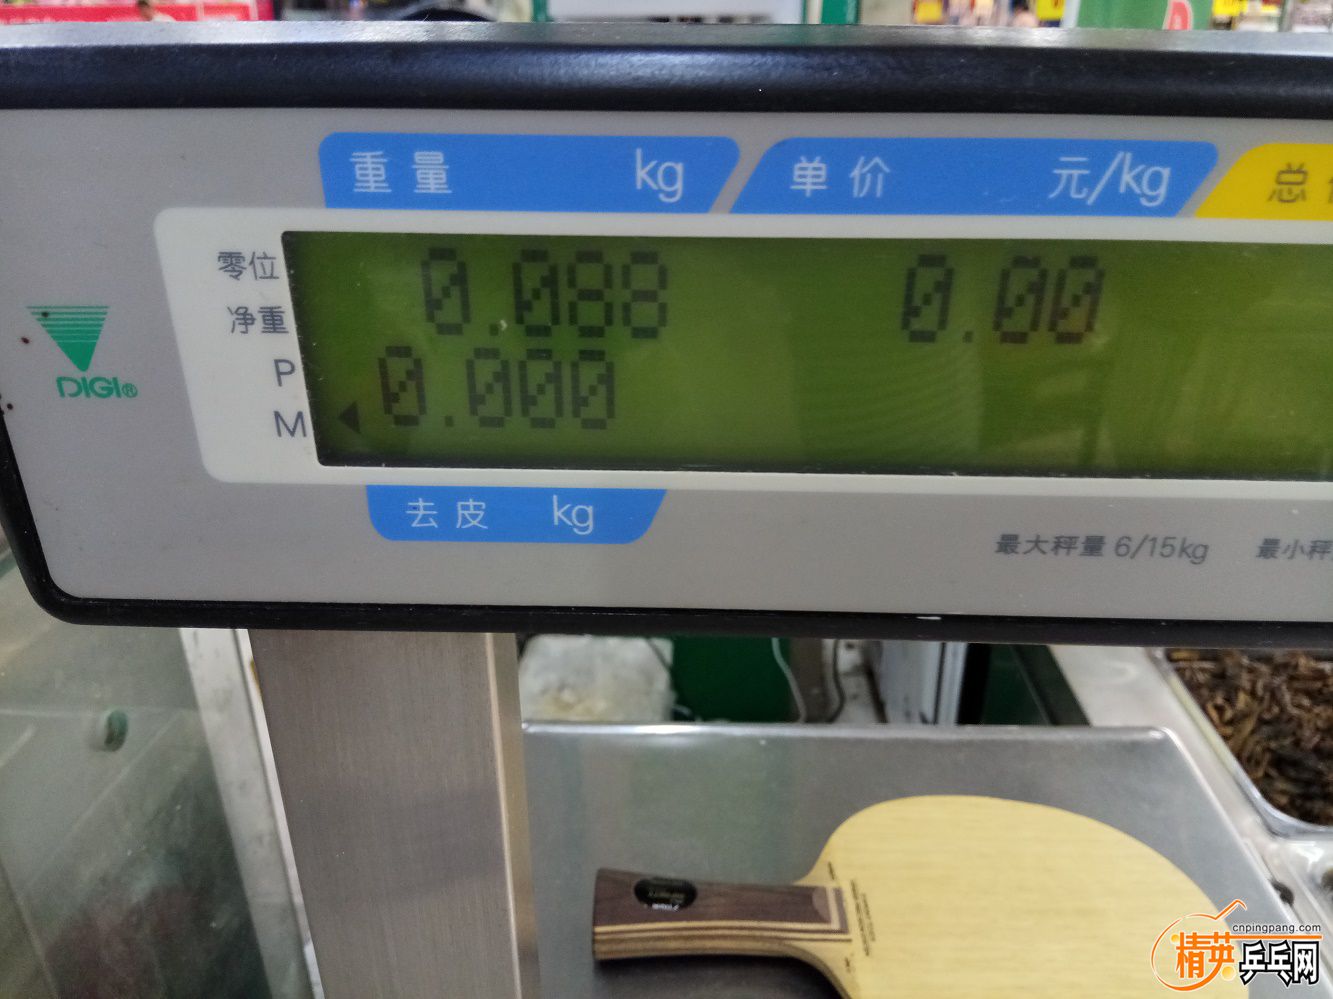 重量 kg
单价 元/kg
总
零位
净重
P
M
0.088
0.00
0.000
DIGI®
去皮 kg
最大秤量 6/15kg
最小秤
cnpingpang.com
精英乒乓网